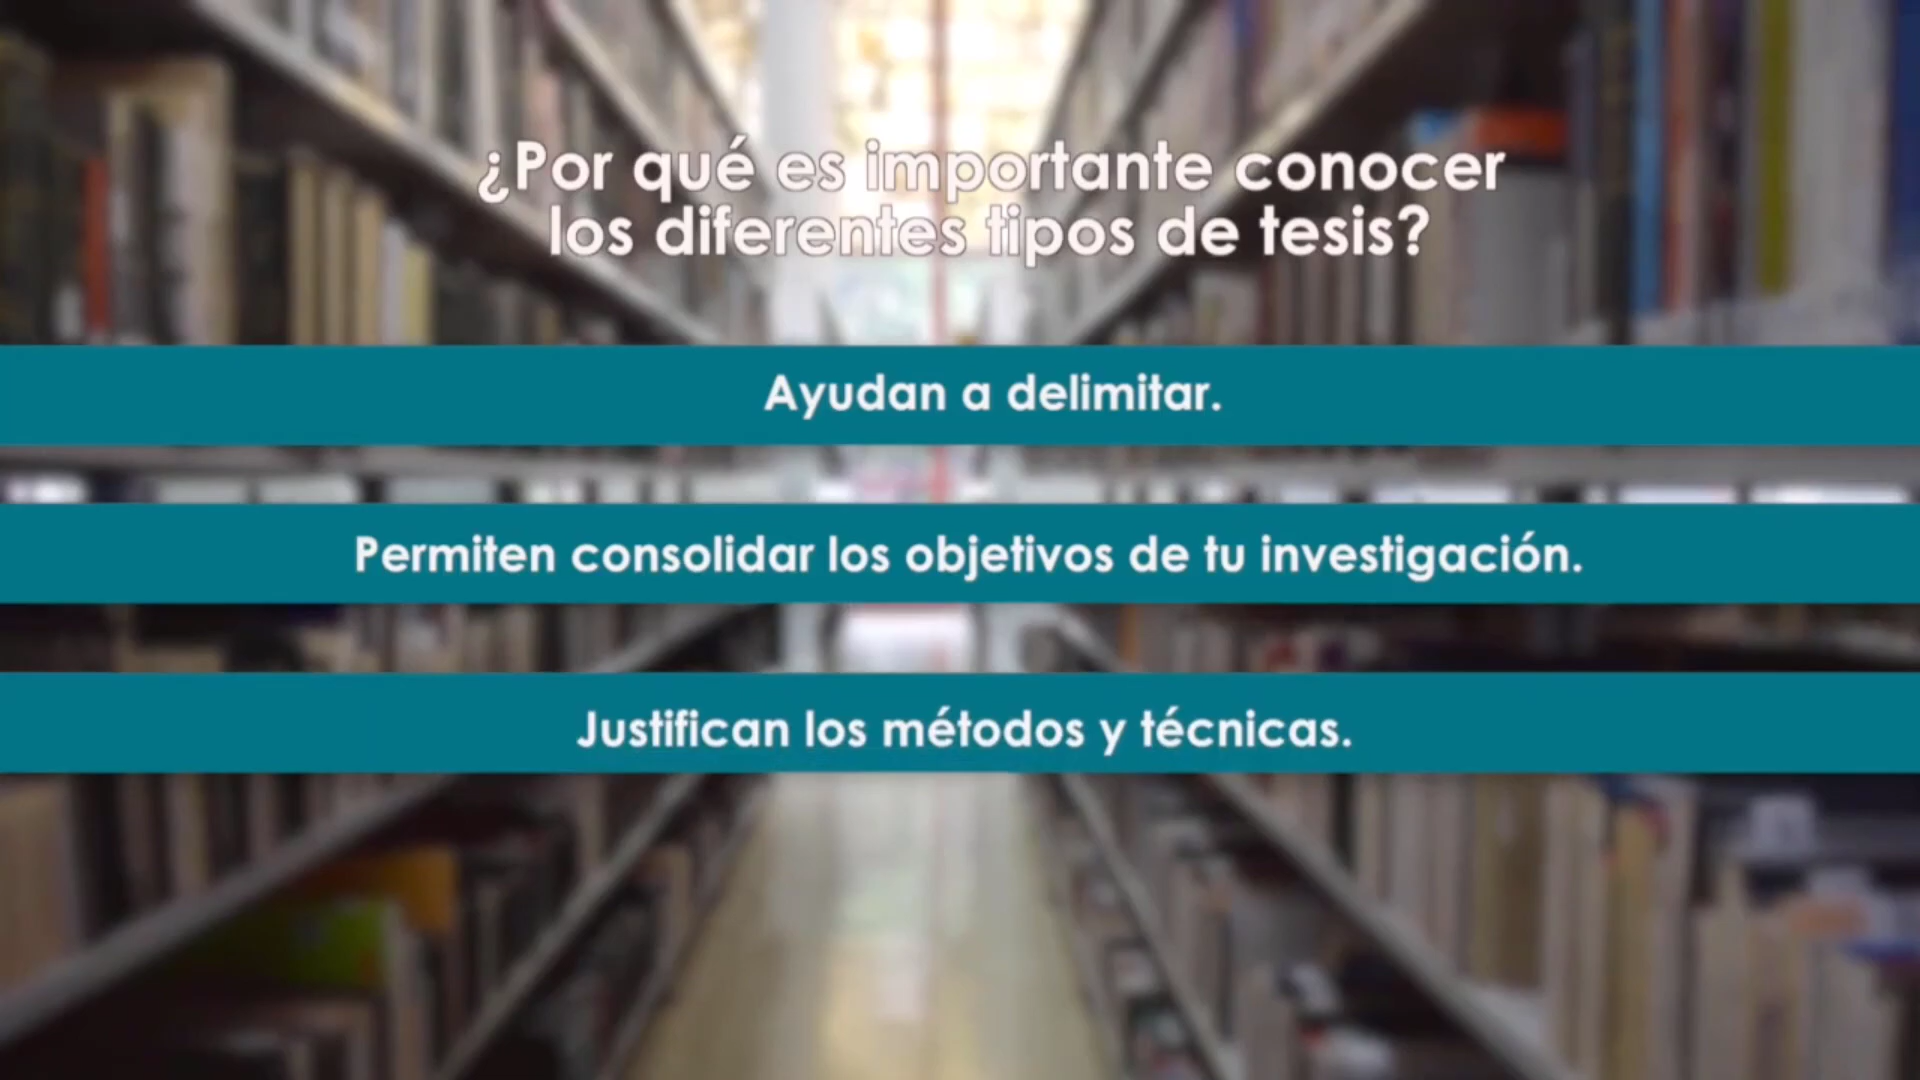 ¿Por qué es importante conocer
los diferentes tipos de tesis?
Ayudan a delimitar.
Permiten consolidar los objetivos de tu investigación.
Justifican los métodos y técnicas.